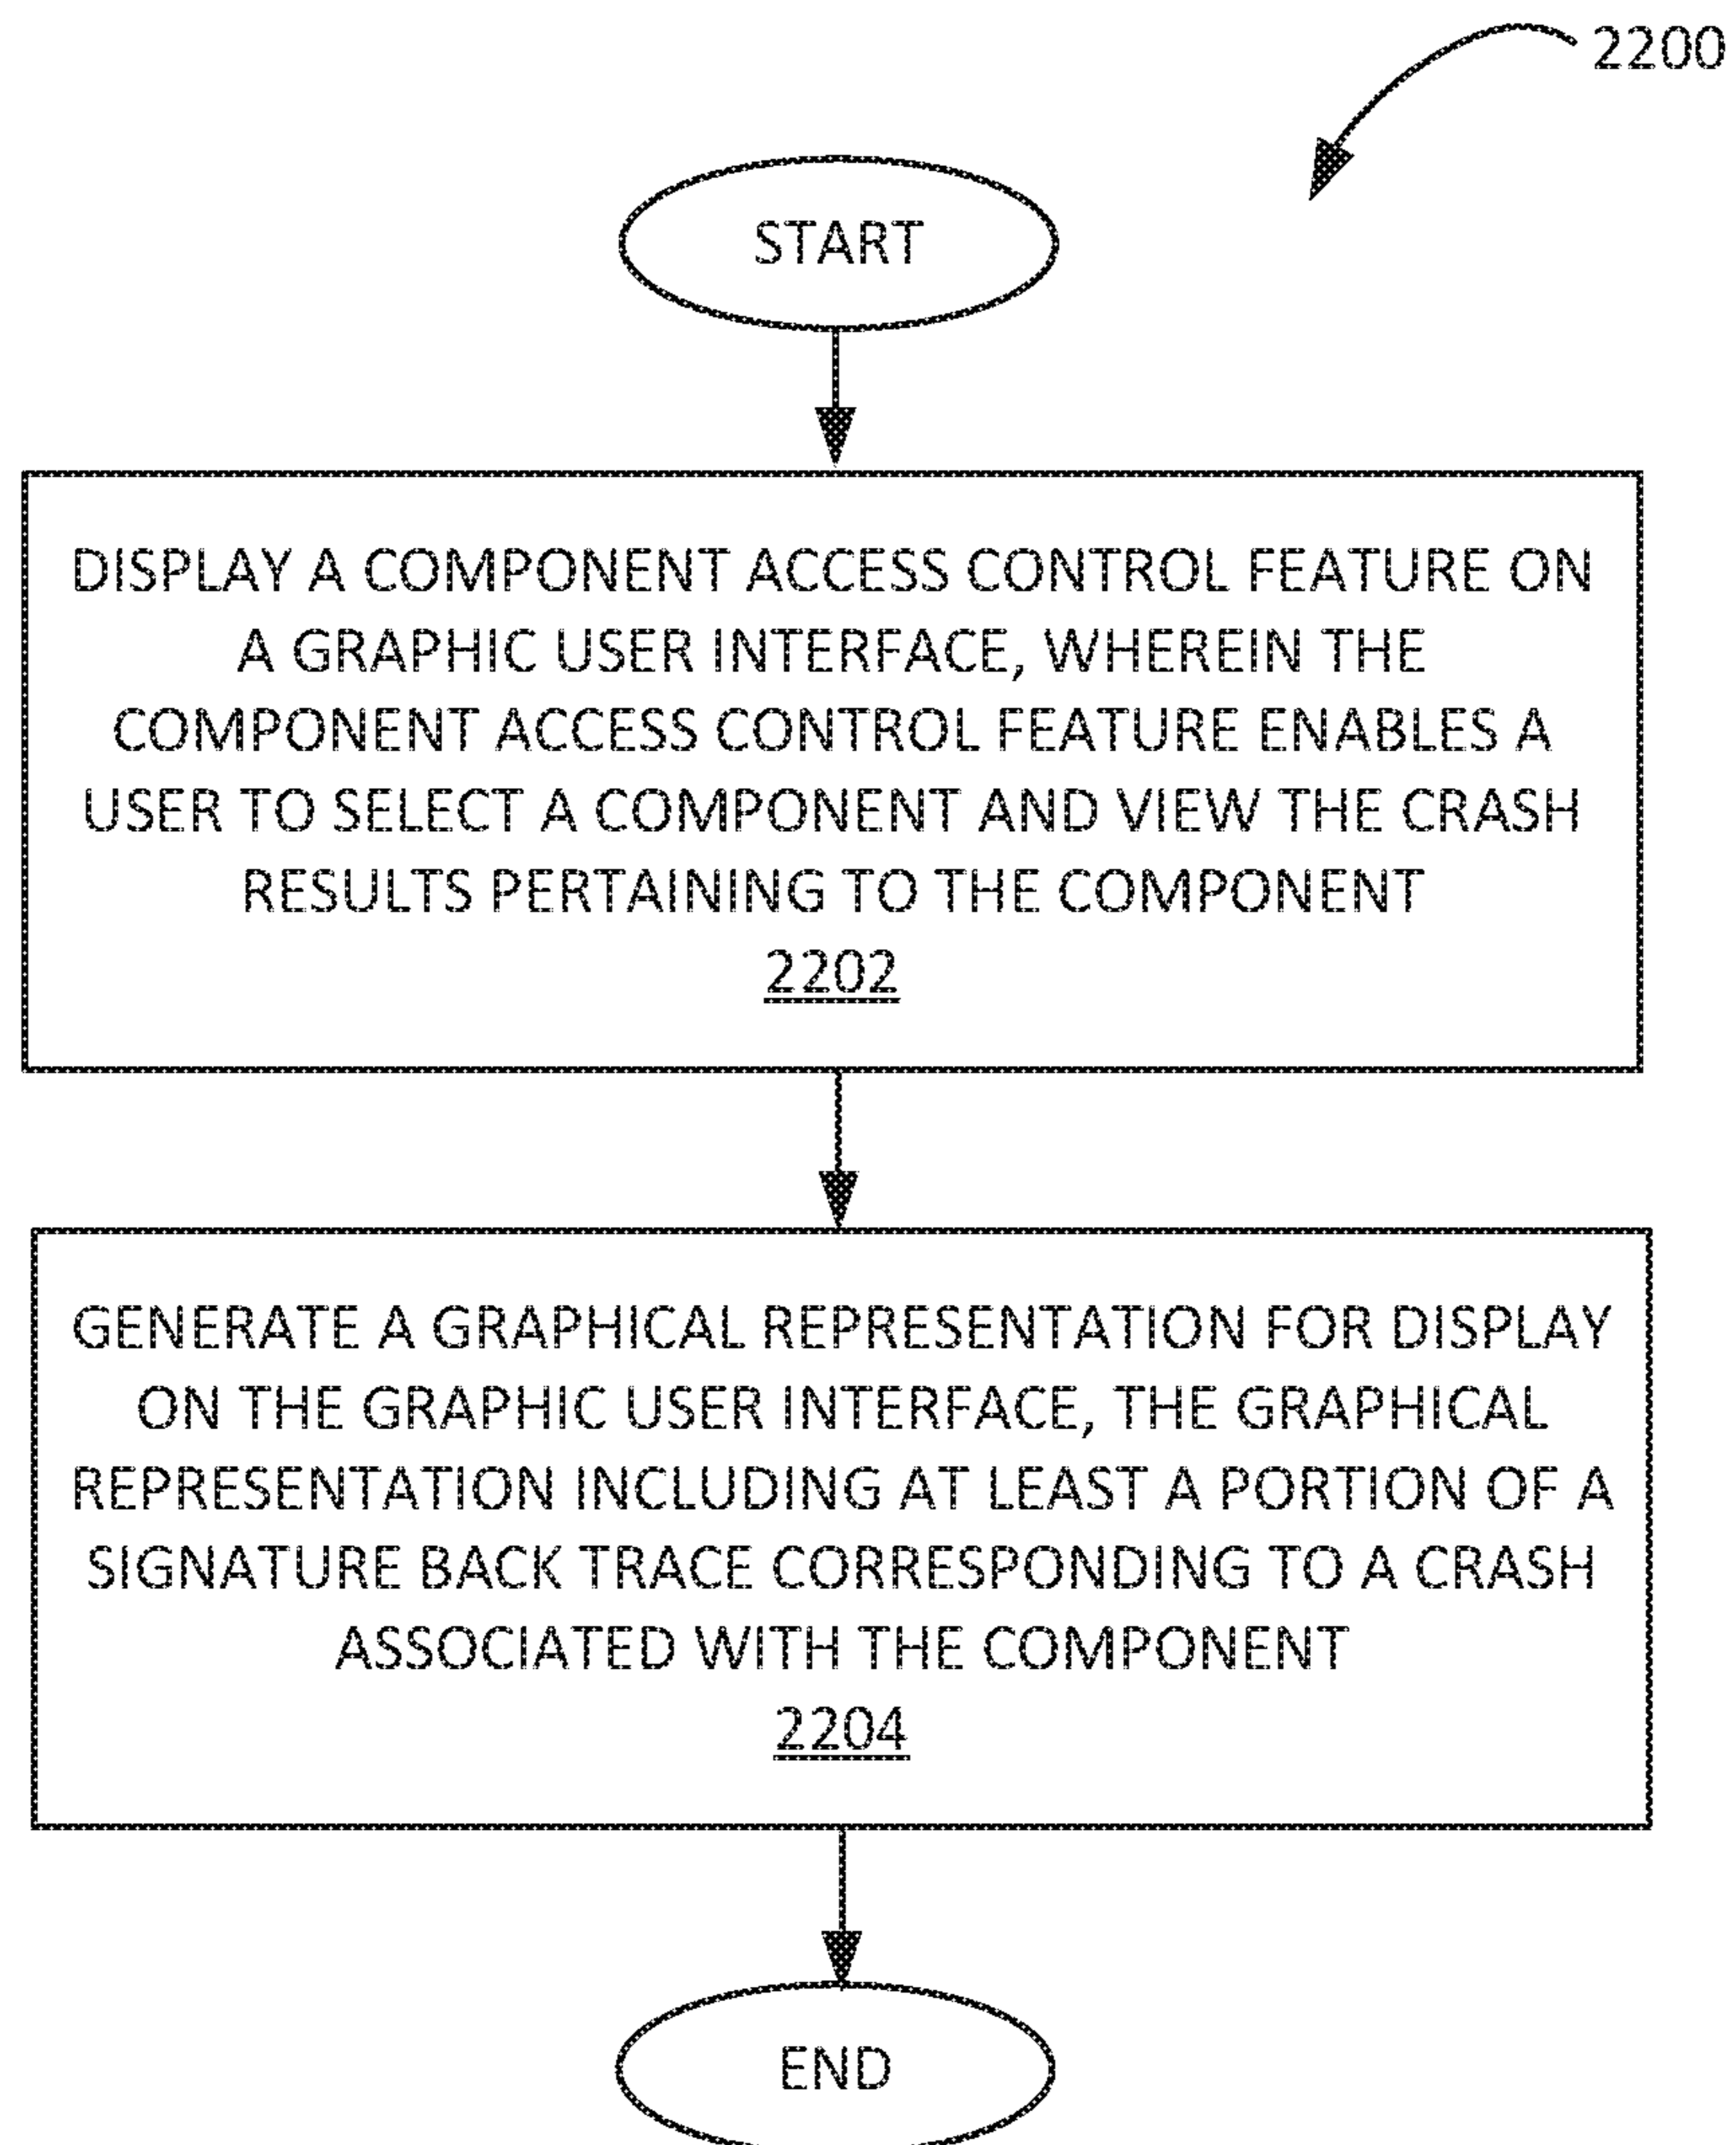 2200
START
DISPLAY A COMPONENT ACCESS CONTROL FEATURE ON
A GRAPHIC USER INTERFACE, WHEREIN THE
COMPONENT ACCESS CONTROL FEATURE ENABLES A
USER TO SELECT A COMPONENT AND VIEW THE CRASH
RESULTS PERTAINING TO THE COMPONENT
2202
GENERATE A GRAPHICAL REPRESENTATION FOR DISPLAY
ON THE GRAPHIC USER INTERFACE, THE GRAPHICAL
REPRESENTATION INCLUDING AT LEAST A PORTION OF A
SIGNATURE BACK TRACE CORRESPONDING TO A CRASH
ASSOCIATED WITH THE COMPONENT
2204
END